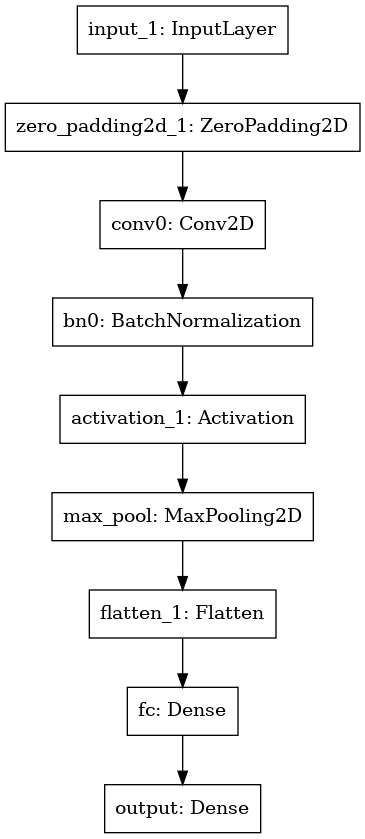 input_1: InputLayer
zero_padding2d_1: ZeroPadding2D
conv0: Conv2D
bn0: BatchNormalization
activation_1: Activation
max_pool: MaxPooling2D
flatten_1: Flatten
fc: Dense
output: Dense